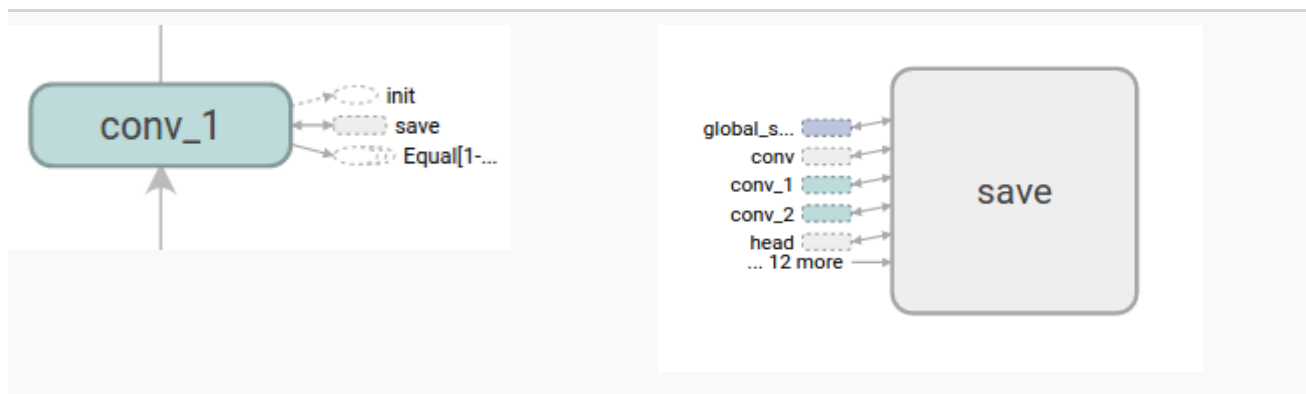 conv_1
init
save
Equal[1-...
global_s...
conv
conv_1
conv_2
head
... 12 more
save